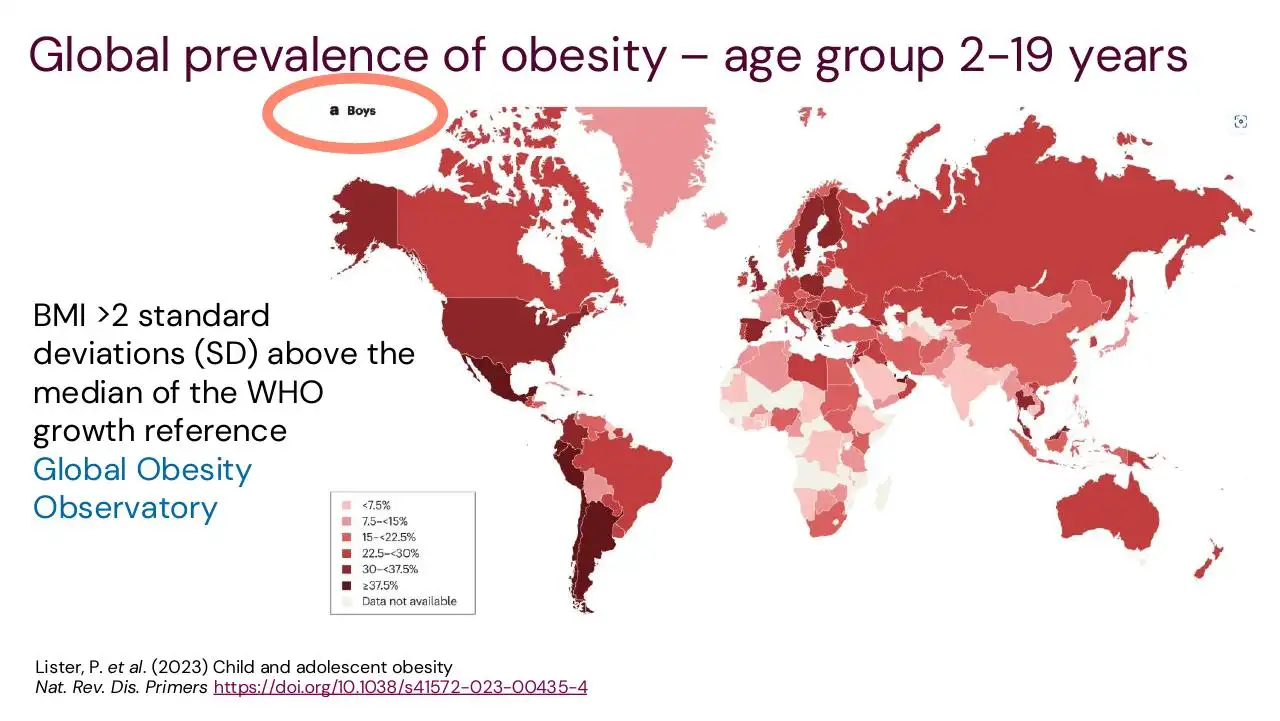 Global prevalence of obesity – age group 2-19 years
a Boys
BMI >2 standard
deviations (SD) above the
median of the WHO
growth reference
Global Obesity
Observatory
<7.5%
7.5–<15%
15–<22.5%
22.5–<30%
30–<37.5%
≥37.5%
Data not available
Lister, P. et al. (2023) Child and adolescent obesity
Nat. Rev. Dis. Primers https://doi.org/10.1038/s41572-023-00435-4